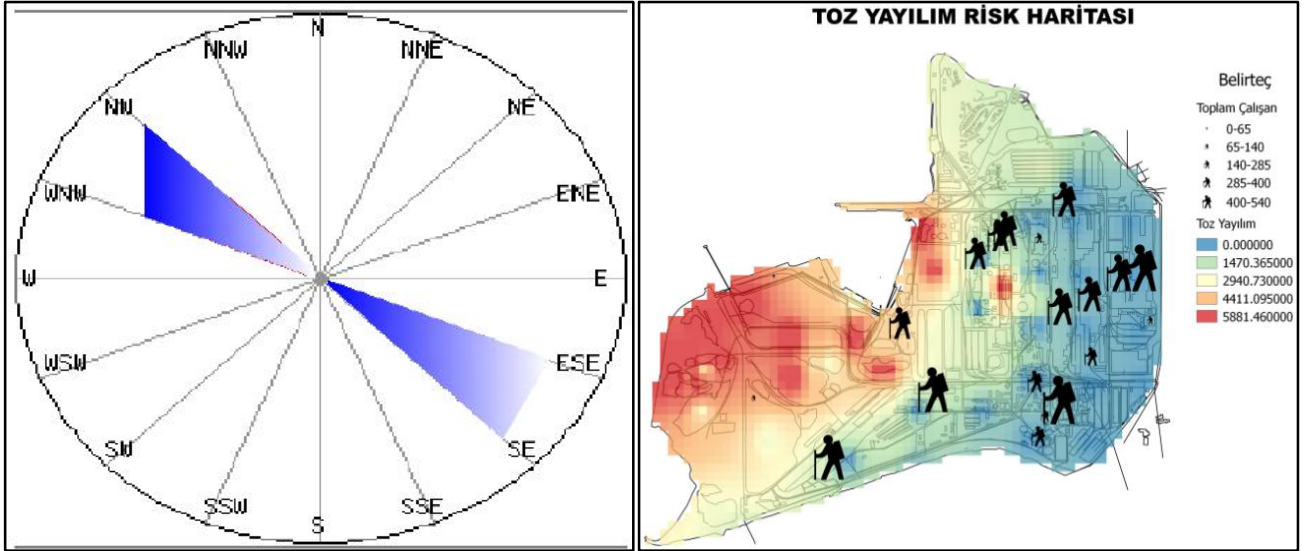 N
NNW
NNE
NW
NE
WNW
ENE
W
E
WSW
ESE
SW
SE
SSW
SSE
S
TOZ YAYILIM RİSK HARİTASI
Belirteç
Toplam Çalışan
0-65
65-140
140-285
285-400
400-540
Toz Yayılım
0.000000
1470.365000
2940.730000
4411.095000
5881.460000